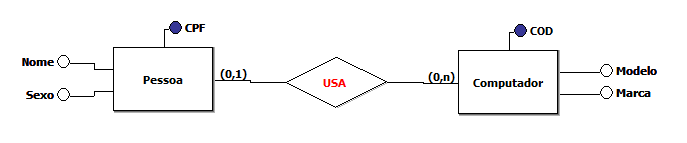 CPF
COD
Nome
Sexo
Pessoa
(0,1)
USA
(0,n)
Computador
Modelo
Marca